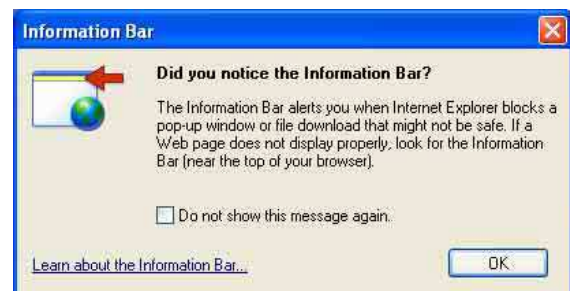 Information Bar
Did you notice the Information Bar?
The Information Bar alerts you when Internet Explorer blocks a
pop-up window or file download that might not be safe. If a
Web page does not display properly, look for the Information
Bar (near the top of your browser).
Do not show this message again.
Learn about the Information Bar...
OK